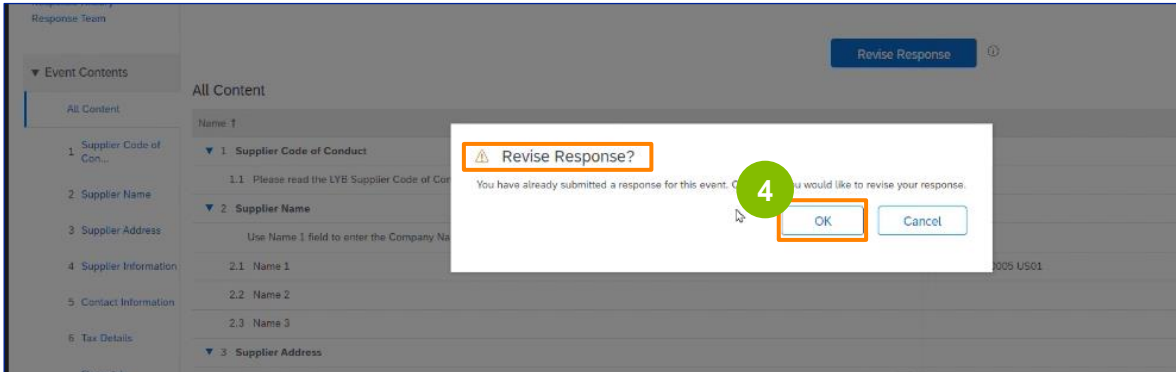 Response Team
Revise Response
▼ Event Contents
All Content
All Content
Name ↑
1 Supplier Code of Con...
▼ 1 Supplier Code of Conduct
1.1 Please read the LYB Supplier Code of Con
⚠ Revise Response?
You have already submitted a response for this event. 4 would like to revise your response.
OK
Cancel
2 Supplier Name
▼ 2 Supplier Name
3 Supplier Address
Use Name 1 field to enter the Company Na
4 Supplier Information
2.1 Name 1
0005 US01
5 Contact Information
2.2 Name 2
2.3 Name 3
6 Tax Details
▼ 3 Supplier Address